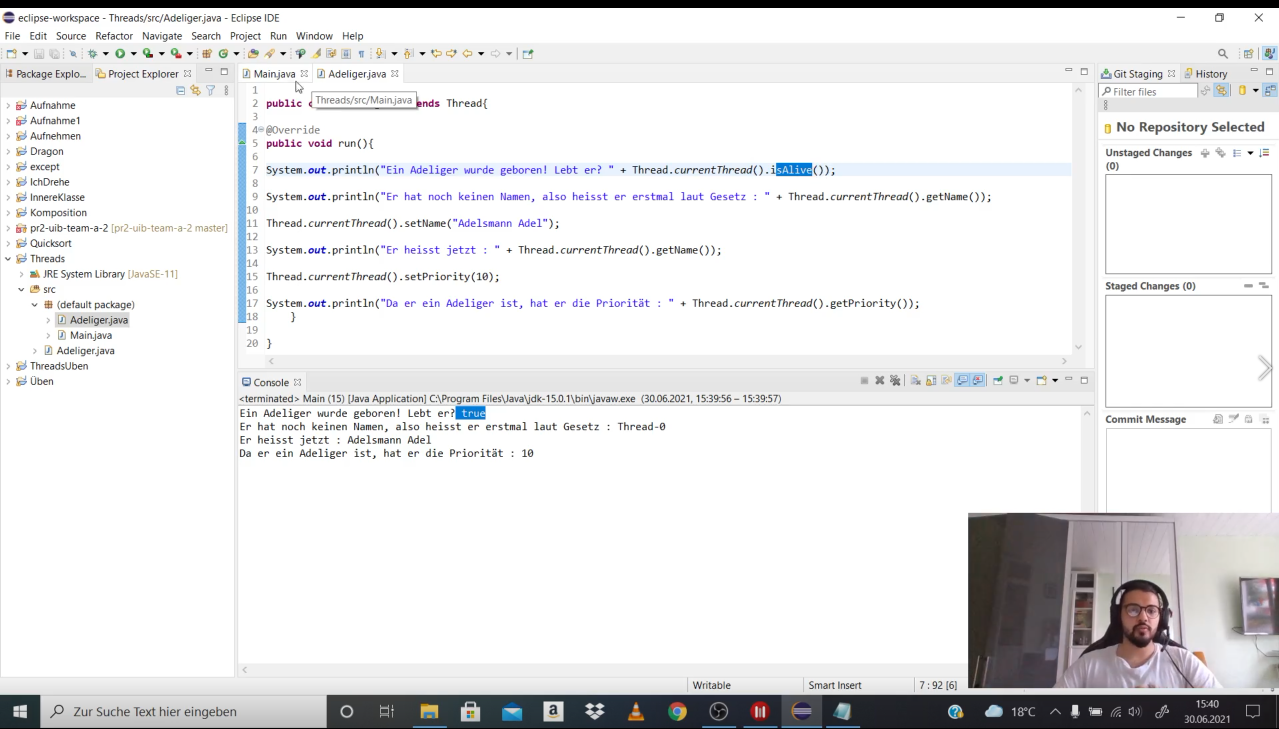 eclipse-workspace - Threads/src/Adeliger.java - Eclipse IDE
File Edit Source Refactor Navigate Search Project Run Window Help
Package Explo... Project Explorer
Main.java Adeliger.java
Git Staging History
Aufnahme
Aufnahme1
Aufnehmen
Dragon
except
IchDrehe
InnereKlasse
Komposition
pr2-uib-team-a-2 [pr2-uib-team-a-2 master]
Quicksort
Threads
JRE System Library [JavaSE-11]
src
(default package)
Adeliger.java
Main.java
Adeliger.java
ThreadsUben
Üben
1
2 public c ends Thread{
Threads/src/Main.java
3
4 @Override
5 public void run(){
6
7 System.out.println("Ein Adeliger wurde geboren! Lebt er? " + Thread.currentThread().isAlive());
8
9 System.out.println("Er hat noch keinen Namen, also heisst er erstmal laut Gesetz : " + Thread.currentThread().getName());
10
11 Thread.currentThread().setName("Adelsmann Adel");
12
13 System.out.println("Er heisst jetzt : " + Thread.currentThread().getName());
14
15 Thread.currentThread().setPriority(10);
16
17 System.out.println("Da er ein Adeliger ist, hat er die Priorität : " + Thread.currentThread().getPriority());
18 }
19
20 }
Console
<terminated> Main (15) [Java Application] C:\Program Files\Java\jdk-15.0.1\bin\javaw.exe (30.06.2021, 15:39:56 – 15:39:57)
Ein Adeliger wurde geboren! Lebt er? true
Er hat noch keinen Namen, also heisst er erstmal laut Gesetz : Thread-0
Er heisst jetzt : Adelsmann Adel
Da er ein Adeliger ist, hat er die Priorität : 10
Filter files
No Repository Selected
Unstaged Changes
(0)
Staged Changes (0)
Commit Message
Writable Smart Insert 7 : 92 [6]
Zur Suche Text hier eingeben
18°C
15:40
30.06.2021